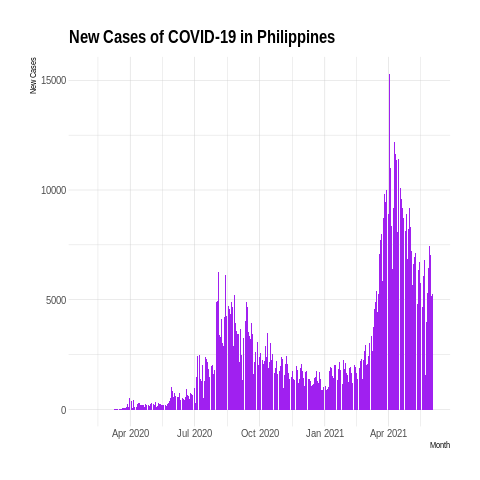 New Cases of COVID-19 in Philippines
New Cases
15000
10000
5000
0
Apr 2020 Jul 2020 Oct 2020 Jan 2021 Apr 2021
Month